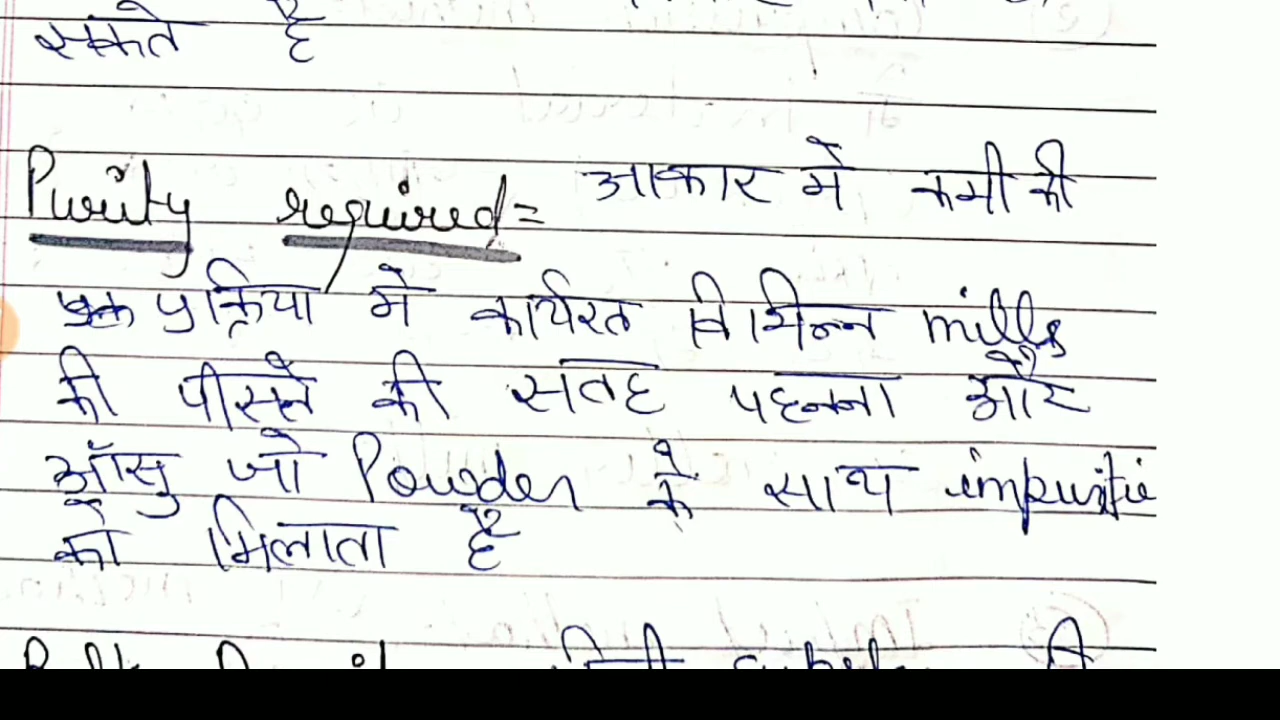 सकते है
Purity required = आकार मे कमी की
प्रक्रिया मे कार्यरत विभिन्न mills
की पीसने की सतह पहनना और
आँसु जो Powder के साथ impuritie
को मिलाता है